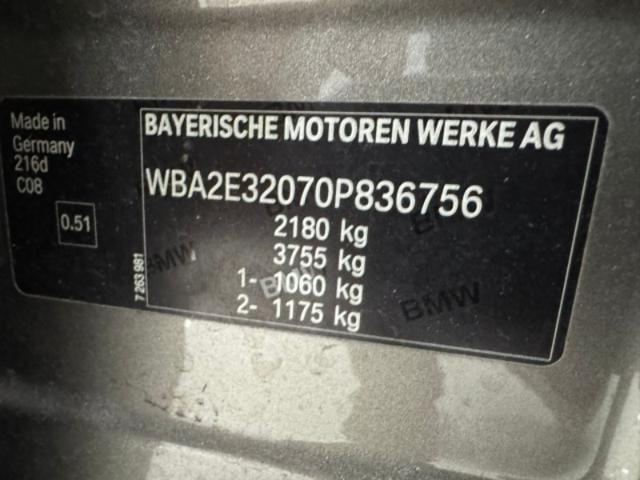 Made in
Germany
216d
C08
0.51
7 263 981
BAYERISCHE MOTOREN WERKE AG
WBA2E32070P836756
2180 kg
3755 kg
1- 1060 kg
2- 1175 kg
BMW
BMW
BMW